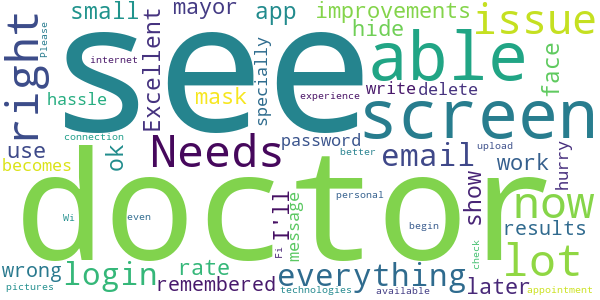 small
mayor
app
improvements
issue
right
Please
see
Excellent
hide
able
internet
specially
face
hassle
mask
experience
write
delete
screen
connection
ok
Needs
password
better
upload
use
becomes
email
work
hurry
doctor
now
Wi
even
I'll
message
personal
show
begin
results
lot
wrong
login
rate
Fi
everything
check
pictures
remembered
technologies
available
later
appointment